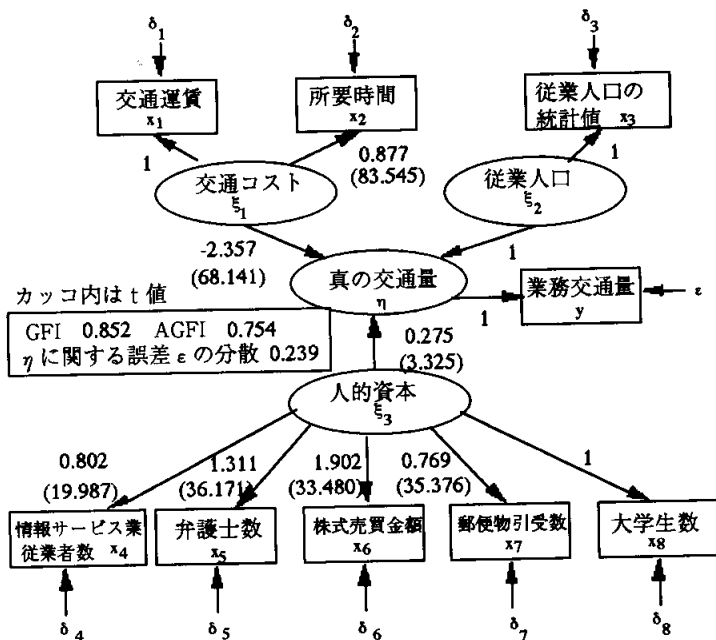 δ1
δ2
δ3
交通運賃
x1
所要時間
x2
従業人口の
統計値 x3
1
0.877
(83.545)
1
交通コスト
ξ1
従業人口
ξ2
-2.357
(68.141)
1
真の交通量
η
1
業務交通量
y
ε
カッコ内は t 値
GFI 0.852 AGFI 0.754
η に関する誤差 ε の分散 0.239
0.275
(3.325)
人的資本
ξ3
0.802
(19.987)
1.311
(36.171)
1.902
(33.480)
0.769
(35.376)
1
情報サービス業
従業者数 x4
弁護士数
x5
株式売買金額
x6
郵便物引受数
x7
大学生数
x8
δ4
δ5
δ6
δ7
δ8